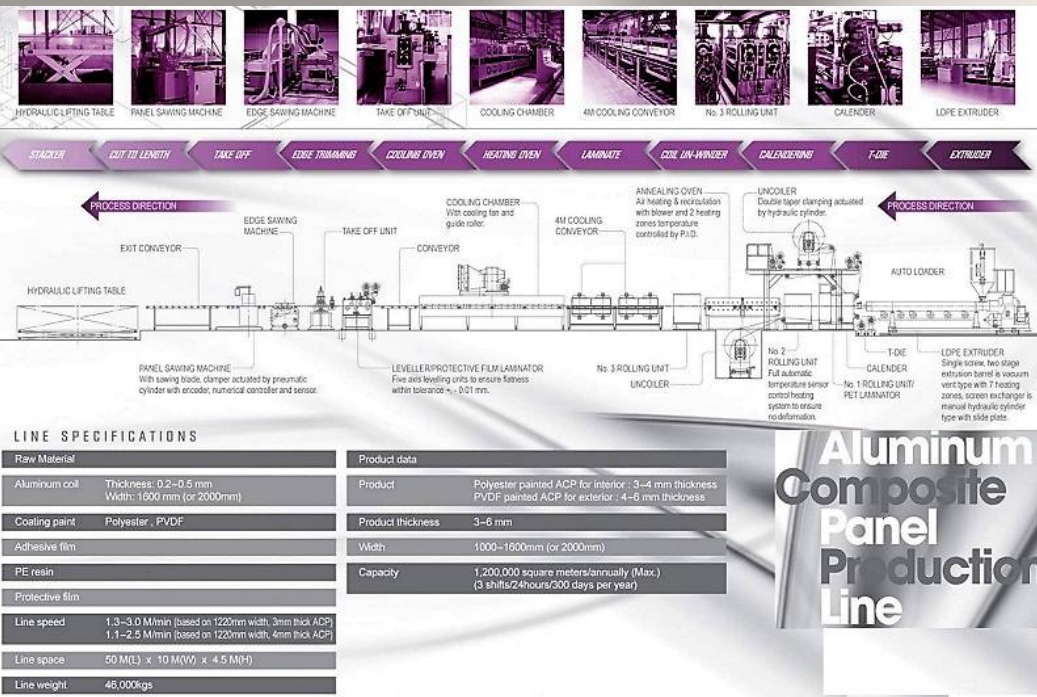 HYDRAULIC LIFTING TABLE
PANEL SAWING MACHINE
EDGE SAWING MACHINE
TAKE OFF UNIT
COOLING CHAMBER
4M COOLING CONVEYOR
No. 3 ROLLING UNIT
CALENDER
LDPE EXTRUDER
STACKER
CUT TO LENGTH
TAKE OFF
EDGE TRIMMING
COOLING OVEN
HEATING OVEN
LAMINATE
COIL UN-WINDER
CALENDERING
T-DIE
EXTRUDER
PROCESS DIRECTION
EXIT CONVEYOR
EDGE SAWING
MACHINE
TAKE OFF UNIT
COOLING CHAMBER
With cooling fan and
guide roller.
CONVEYOR
4M COOLING
CONVEYOR
ANNEALING OVEN
Air heating & recirculation
with blower and 2 heating
zones temperature
controlled by P.I.D.
UNCOILER
Double taper clamping actuated
by hydraulic cylinder.
PROCESS DIRECTION
AUTO LOADER
HYDRAULIC LIFTING TABLE
PANEL SAWING MACHINE
With sawing blade, clamper actuated by pneumatic
cylinder with encoder, numerical controller and sensor.
LEVELLER/PROTECTIVE FILM LAMINATOR
Five axis levelling units to ensure flatness
within tolerance +, - 0.01 mm.
No. 3 ROLLING UNIT
UNCOILER
No. 2
ROLLING UNIT
Full automatic
temperature sensor
control heating
system to ensure
no deformation.
T-DIE
CALENDER
No. 1 ROLLING UNIT/
PET LAMINATOR
LDPE EXTRUDER
Single screw, two stage
extrusion barrel is vacuum
vent type with 7 heating
zones, screen exchanger is
manual hydraulic cylinder
type with slide plate.
LINE SPECIFICATIONS
Raw Material
Aluminum coil
Thickness: 0.2–0.5 mm
Width: 1600 mm (or 2000mm)
Coating paint
Polyester , PVDF
Adhesive film
PE resin
Protective film
Line speed
1.3–3.0 M/min (based on 1220mm width, 3mm thick ACP)
1.1–2.5 M/min (based on 1220mm width, 4mm thick ACP)
Line space
50 M(L) x 10 M(W) x 4.5 M(H)
Line weight
46,000kgs
Product data
Product
Polyester painted ACP for interior : 3–4 mm thickness
PVDF painted ACP for exterior : 4–6 mm thickness
Product thickness
3–6 mm
Width
1000–1600mm (or 2000mm)
Capacity
1,200,000 square meters/annually (Max.)
(3 shifts/24hours/300 days per year)
Aluminum
Composite
Panel
Production
Line